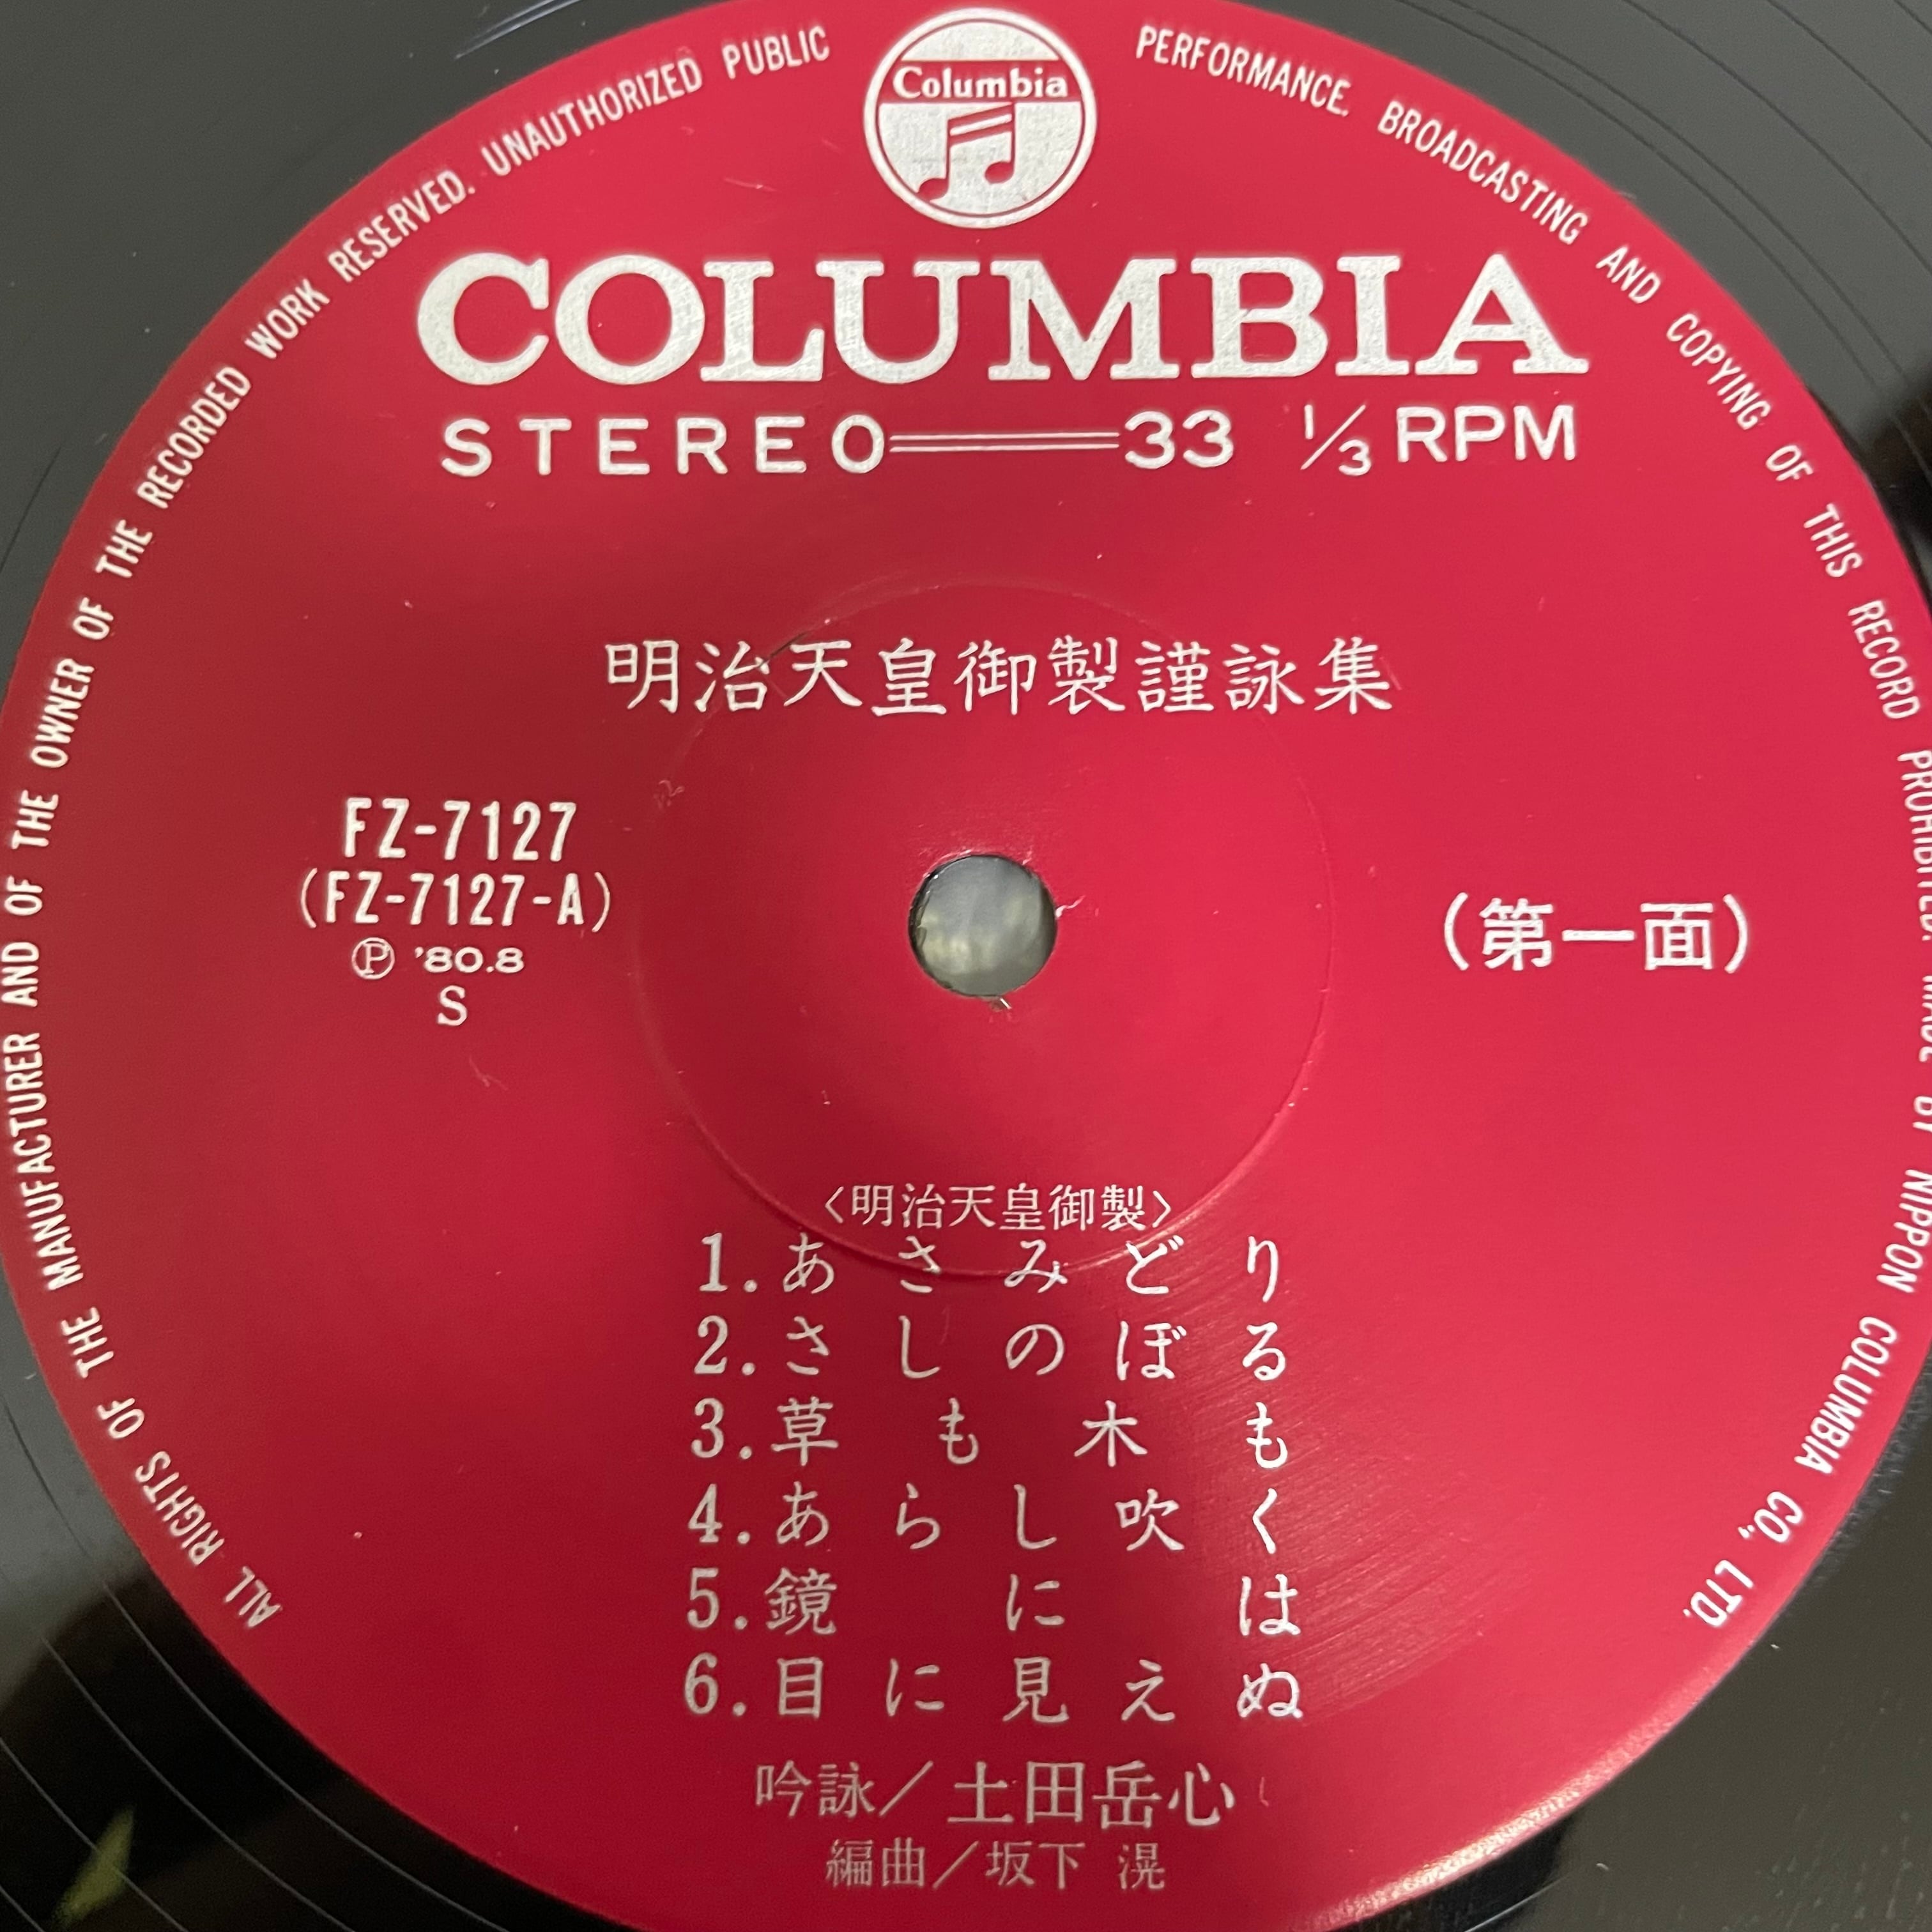 ALL RIGHTS OF THE MANUFACTURER AND OF THE OWNER OF THE RECORDED WORK RESERVED. UNAUTHORIZED PUBLIC PERFORMANCE. BROADCASTING AND COPYING OF THIS RECORD PROHIBITED. MADE BY NIPPON COLUMBIA CO., LTD.
Columbia
COLUMBIA
STEREO 33 1/3 RPM
明治天皇御製謹詠集
FZ-7127
(FZ-7127-A)
Ⓟ '80.8
S
(第一面)
〈明治天皇御製〉
1.あさみどり
2.さしのぼる
3.草も木も
4.あらし吹く
5.鏡には
6.目に見えぬ
吟詠/土田岳心
編曲/坂下 滉